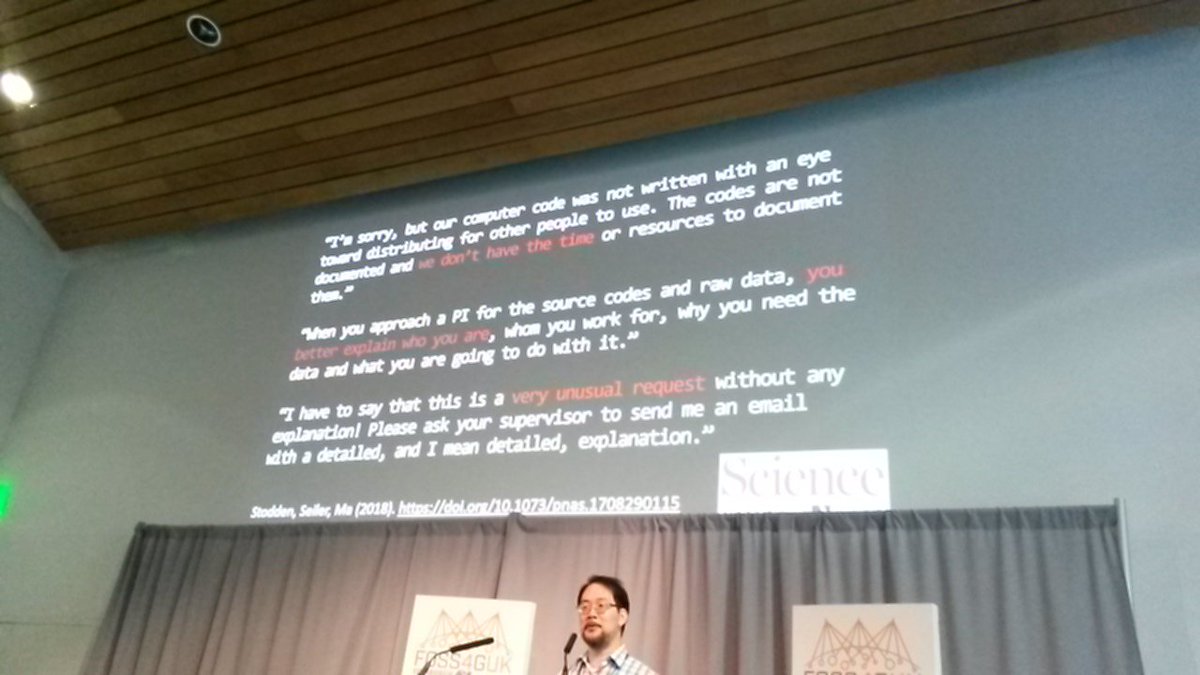 “I’m sorry, but our computer code was not written with an eye
toward distributing for other people to use. The codes are not
documented and we don’t have the time or resources to document
them.”
“When you approach a PI for the source codes and raw data, you
better explain who you are, whom you work for, why you need the
data and what you are going to do with it.”
“I have to say that this is a very unusual request without any
explanation! Please ask your supervisor to send me an email
with a detailed, and I mean detailed, explanation.”
Science
Stodden, Seiler, Ma (2018). https://doi.org/10.1073/pnas.1708290115
FOSS4GUK
FOSS4GUK